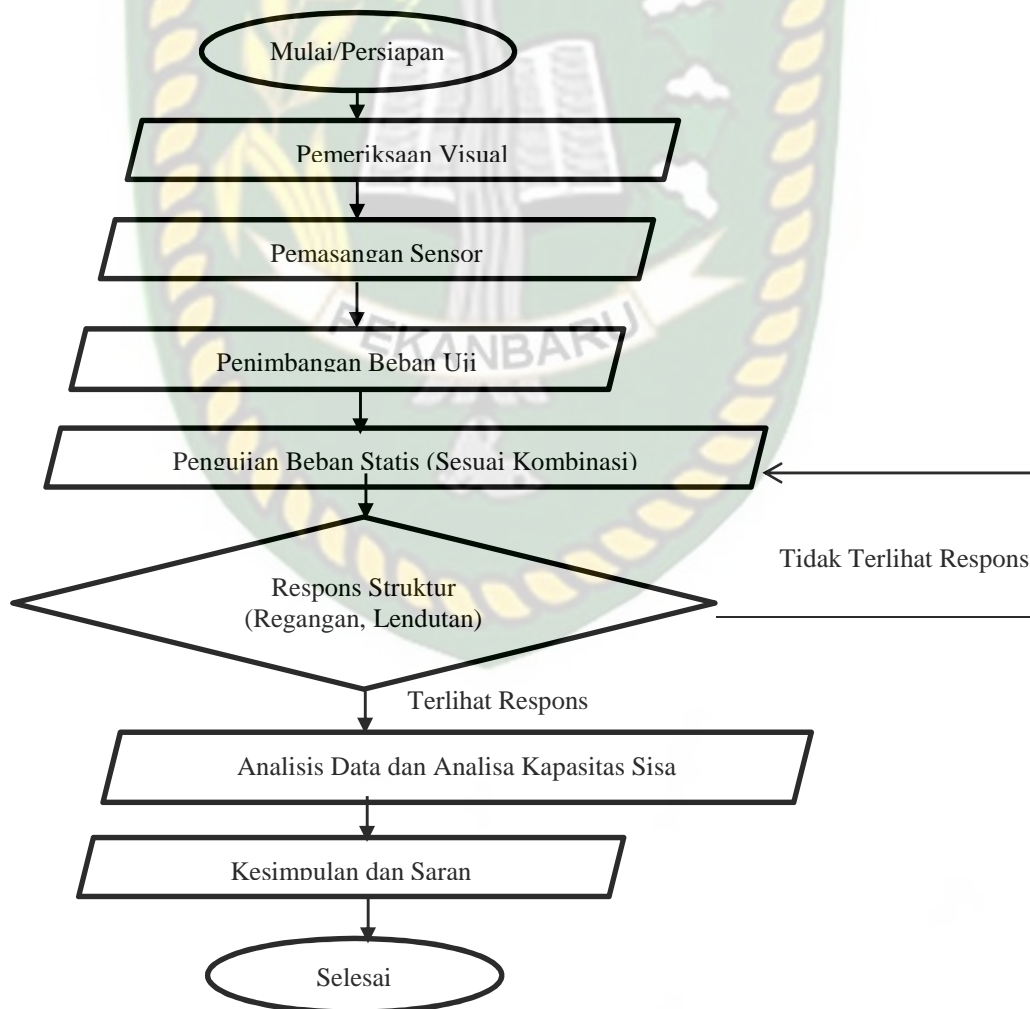 Mulai/Persiapan
Pemeriksaan Visual
Pemasangan Sensor
PEKANBARU
Penimbangan Beban Uji
Pengujian Beban Statis (Sesuai Kombinasi)
Tidak Terlihat Respons
Respons Struktur
(Regangan, Lendutan)
Terlihat Respons
Analisis Data dan Analisa Kapasitas Sisa
Kesimpulan dan Saran
Selesai